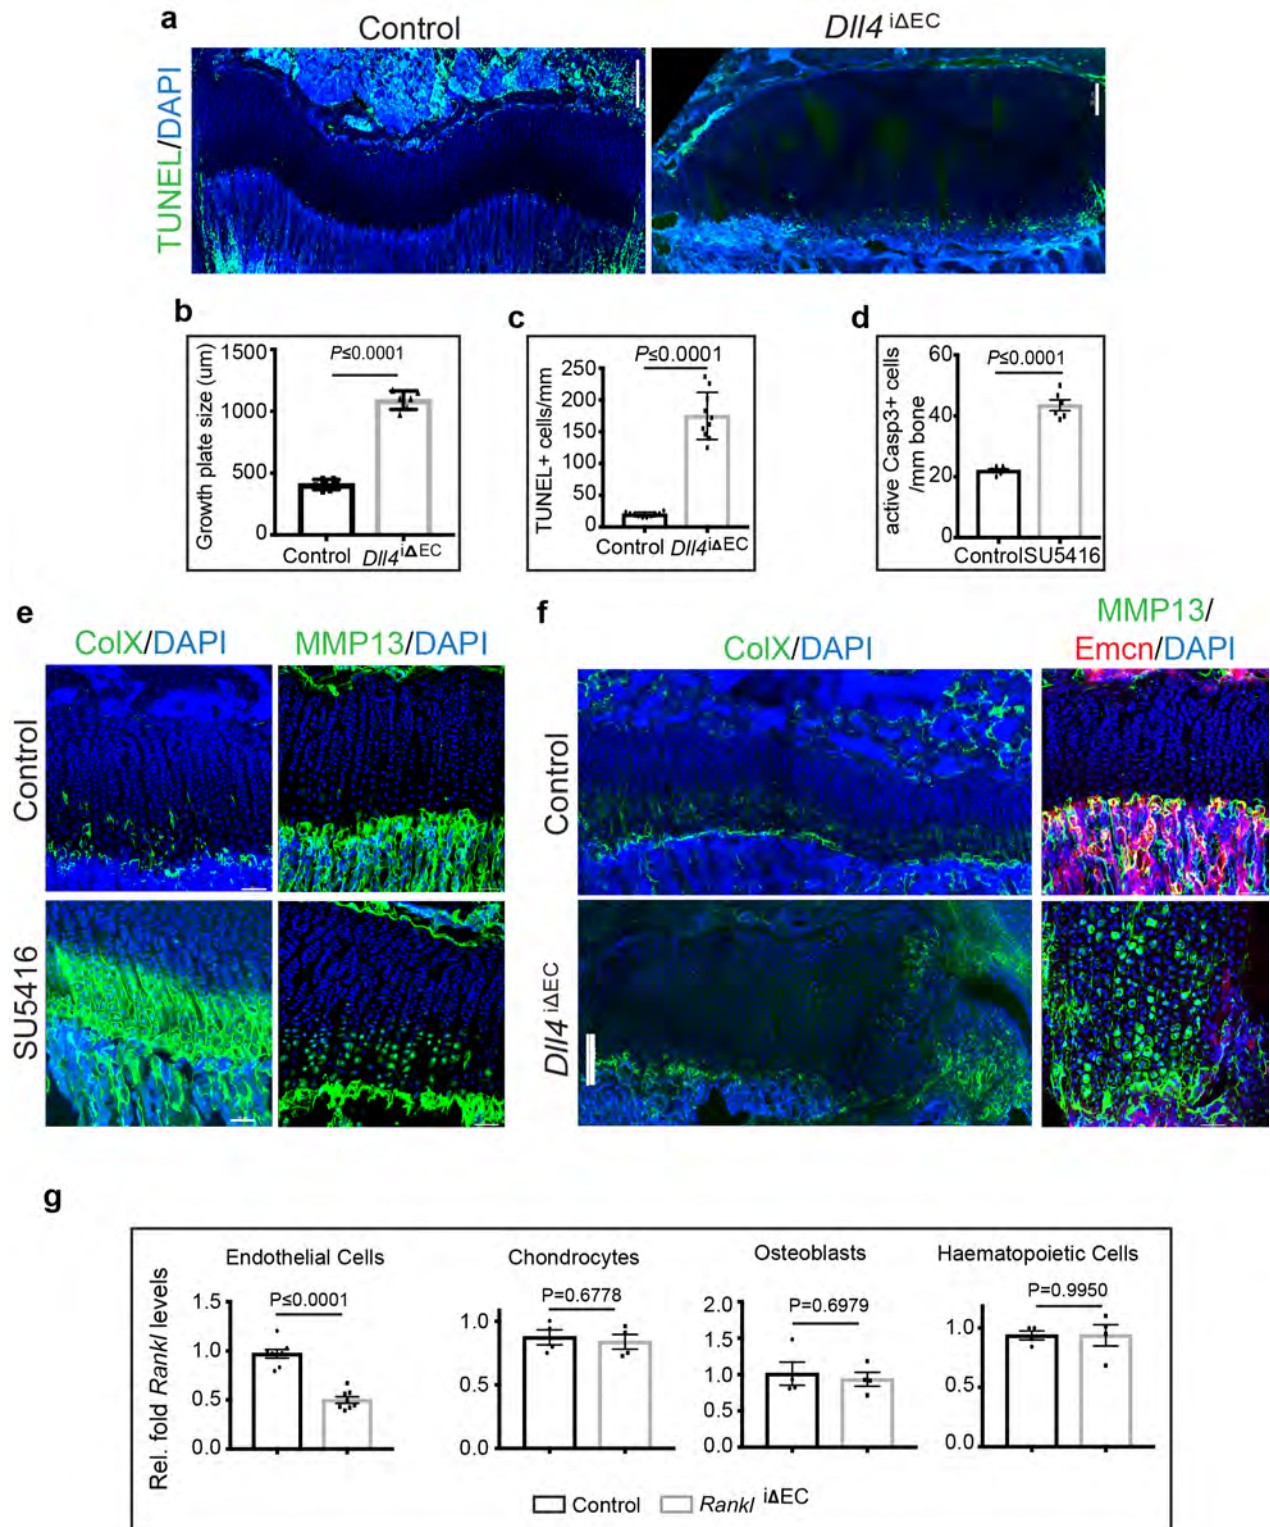 a
Control
Dll4 iΔEC
TUNEL/DAPI
b
Growth plate size (um)
1500
1000
500
0
P≤0.0001
Control
Dll4 iΔEC
c
TUNEL+ cells/mm
250
200
150
100
50
0
P≤0.0001
Control
Dll4 iΔEC
d
active Casp3+ cells
/mm bone
60
40
20
0
P≤0.0001
Control
SU5416
e
ColX/DAPI
MMP13/DAPI
Control
SU5416
f
ColX/DAPI
MMP13/
Emcn/DAPI
Control
Dll4 iΔEC
g
Rel. fold Rankl levels
Endothelial Cells
P≤0.0001
1.5
1.0
0.5
0.0
Chondrocytes
P=0.6778
1.0
0.5
0.0
Osteoblasts
P=0.6979
2.0
1.5
1.0
0.5
0.0
Haematopoietic Cells
P=0.9950
1.0
0.5
0.0
Control
Rankl iΔEC